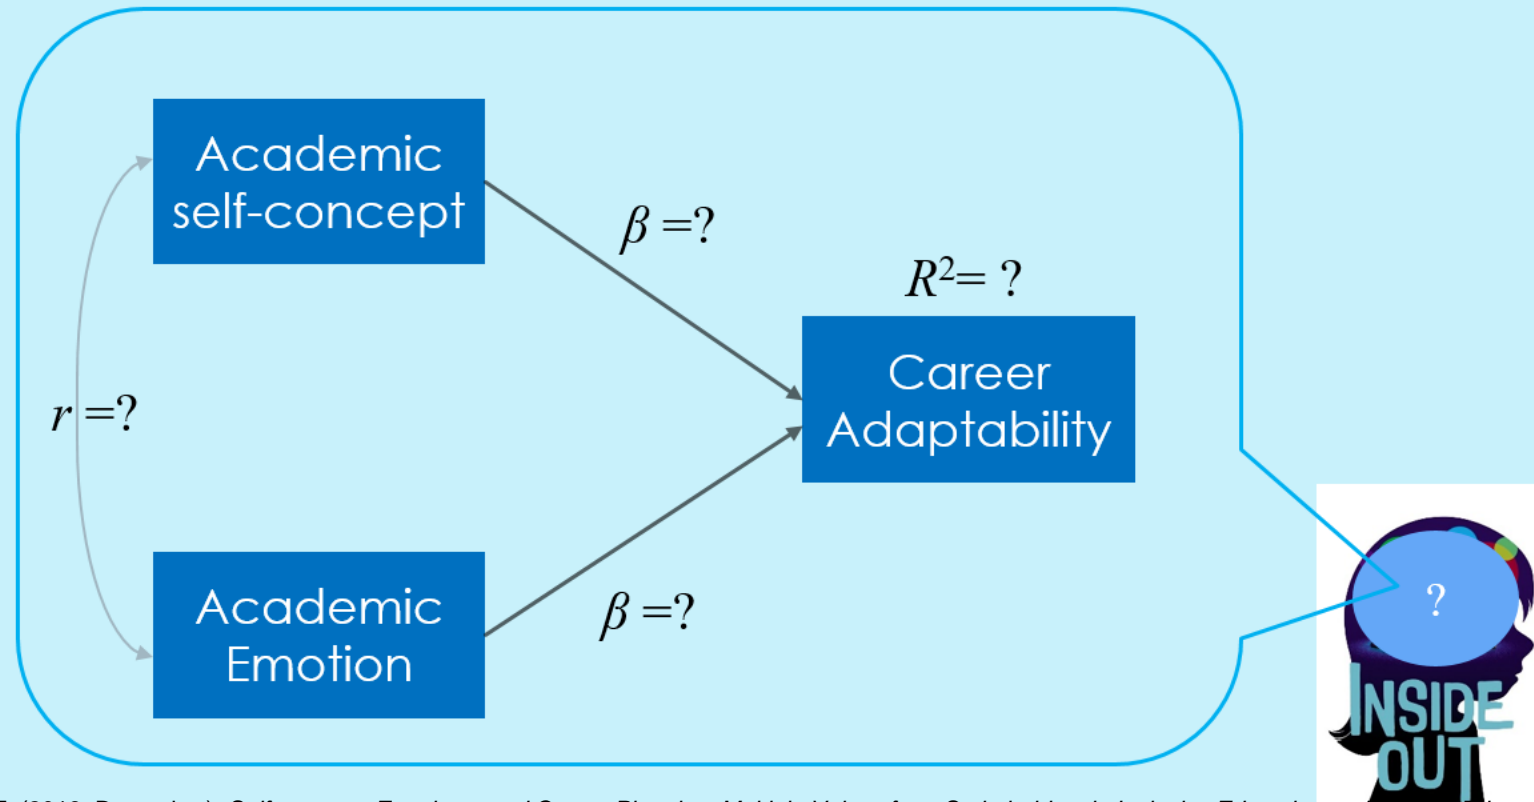 Academic
self-concept
β =?
R²= ?
Career
Adaptability
r =?
Academic
Emotion
β =?
?
INSIDE
OUT